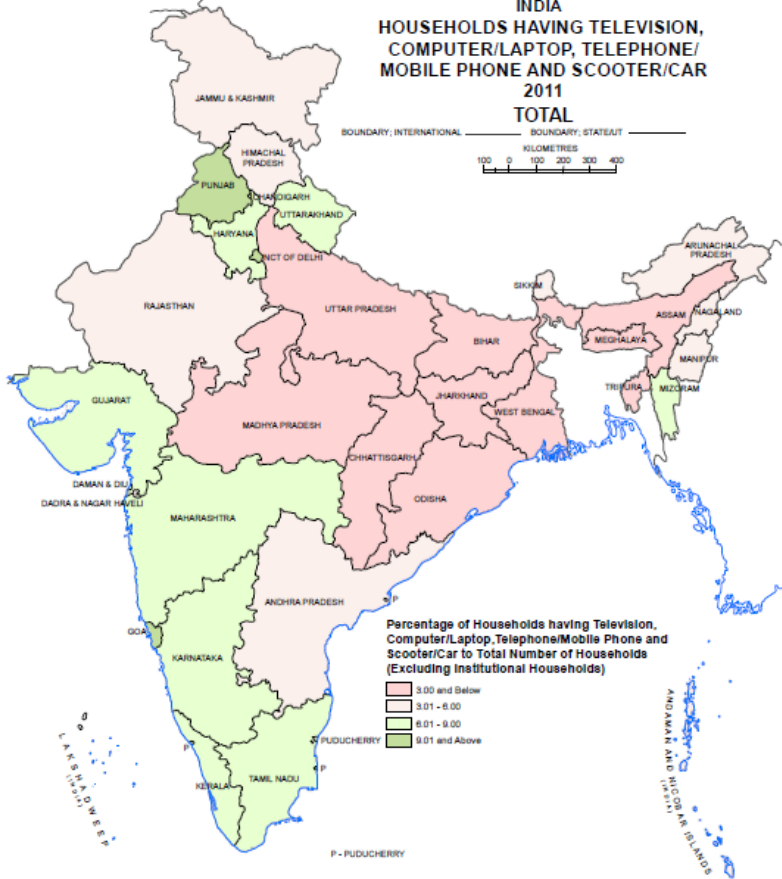 INDIA
HOUSEHOLDS HAVING TELEVISION,
COMPUTER/LAPTOP, TELEPHONE/
MOBILE PHONE AND SCOOTER/CAR
2011
TOTAL
BOUNDARY; INTERNATIONAL
BOUNDARY; STATE/UT
KILOMETRES
100 0 100 200 300 400
JAMMU & KASHMIR
HIMACHAL
PRADESH
PUNJAB
CHANDIGARH
UTTARAKHAND
HARYANA
NCT OF DELHI
ARUNACHAL
PRADESH
SIKKIM
RAJASTHAN
UTTAR PRADESH
ASSAM
NAGALAND
BIHAR
MEGHALAYA
MANIPUR
TRIPURA
MIZORAM
GUJARAT
JHARKHAND
WEST BENGAL
MADHYA PRADESH
CHHATTISGARH
DAMAN & DIU
ODISHA
DADRA & NAGAR HAVELI
MAHARASHTRA
ANDHRA PRADESH
P
GOA
KARNATAKA
Percentage of Households having Television,
Computer/Laptop,Telephone/Mobile Phone and
Scooter/Car to Total Number of Households
(Excluding Institutional Households)
3.00 and Below
3.01 - 6.00
6.01 - 9.00
9.01 and Above
P
PUDUCHERRY
P
KERALA
TAMIL NADU
LAKSHADWEEP
(INDIA)
ANDAMAN AND NICOBAR ISLANDS
(INDIA)
P - PUDUCHERRY